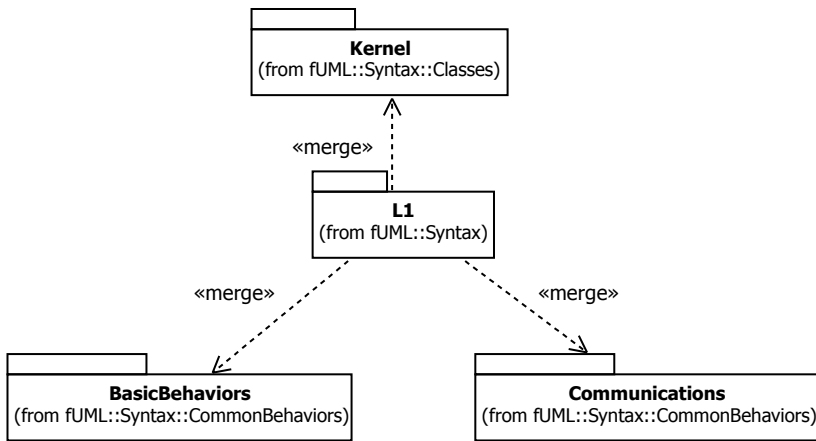 Kernel
(from fUML::Syntax::Classes)
«merge»
L1
(from fUML::Syntax)
«merge»
«merge»
BasicBehaviors
(from fUML::Syntax::CommonBehaviors)
Communications
(from fUML::Syntax::CommonBehaviors)